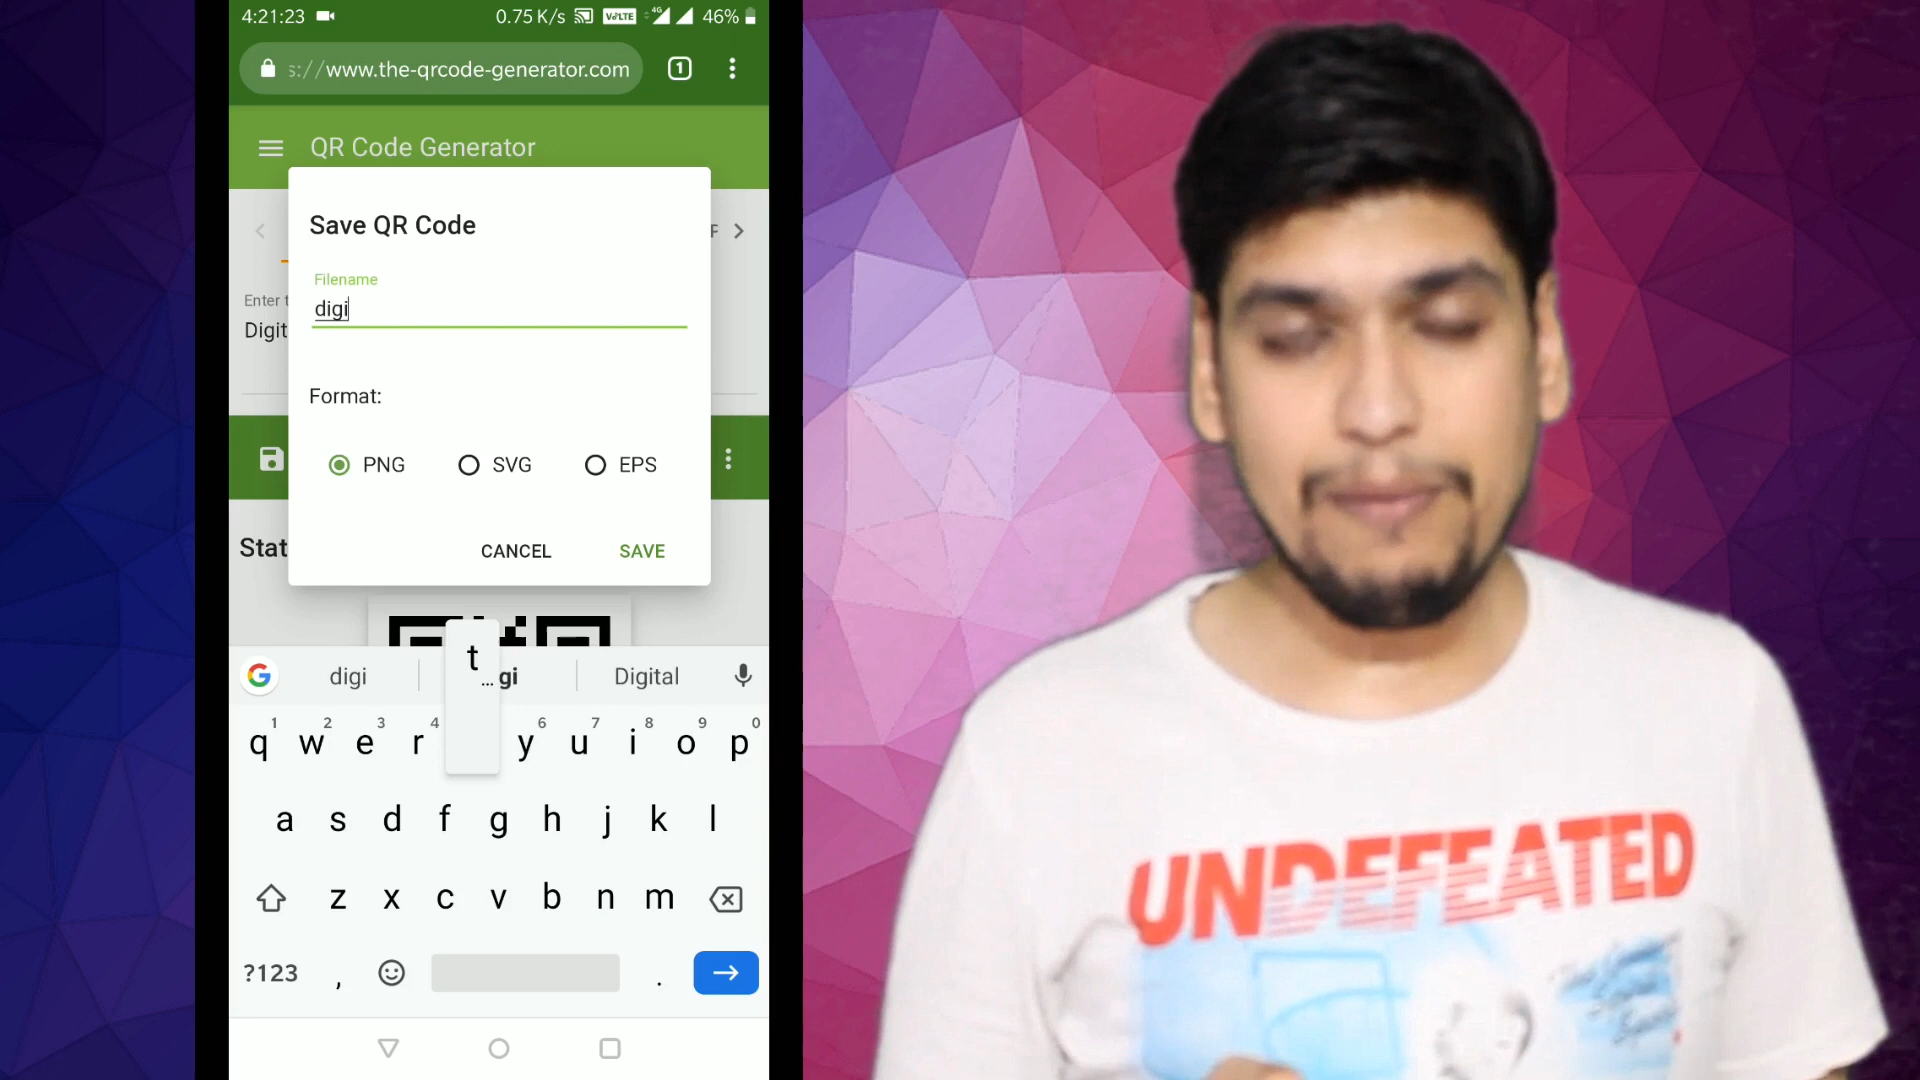 4:21:23 0.75 K/s VoLTE 4G 46%
s://www.the-qrcode-generator.com 1
QR Code Generator
Save QR Code
F
Filename
Enter t
digi
Digit
Format:
PNG SVG EPS
CANCEL SAVE
Stat
t
digi ...gi Digital
1 2 3 4 6 7 8 9 0
q w e r y u i o p
a s d f g h j k l
z x c v b n m
?123 , .
UNDEFEATED